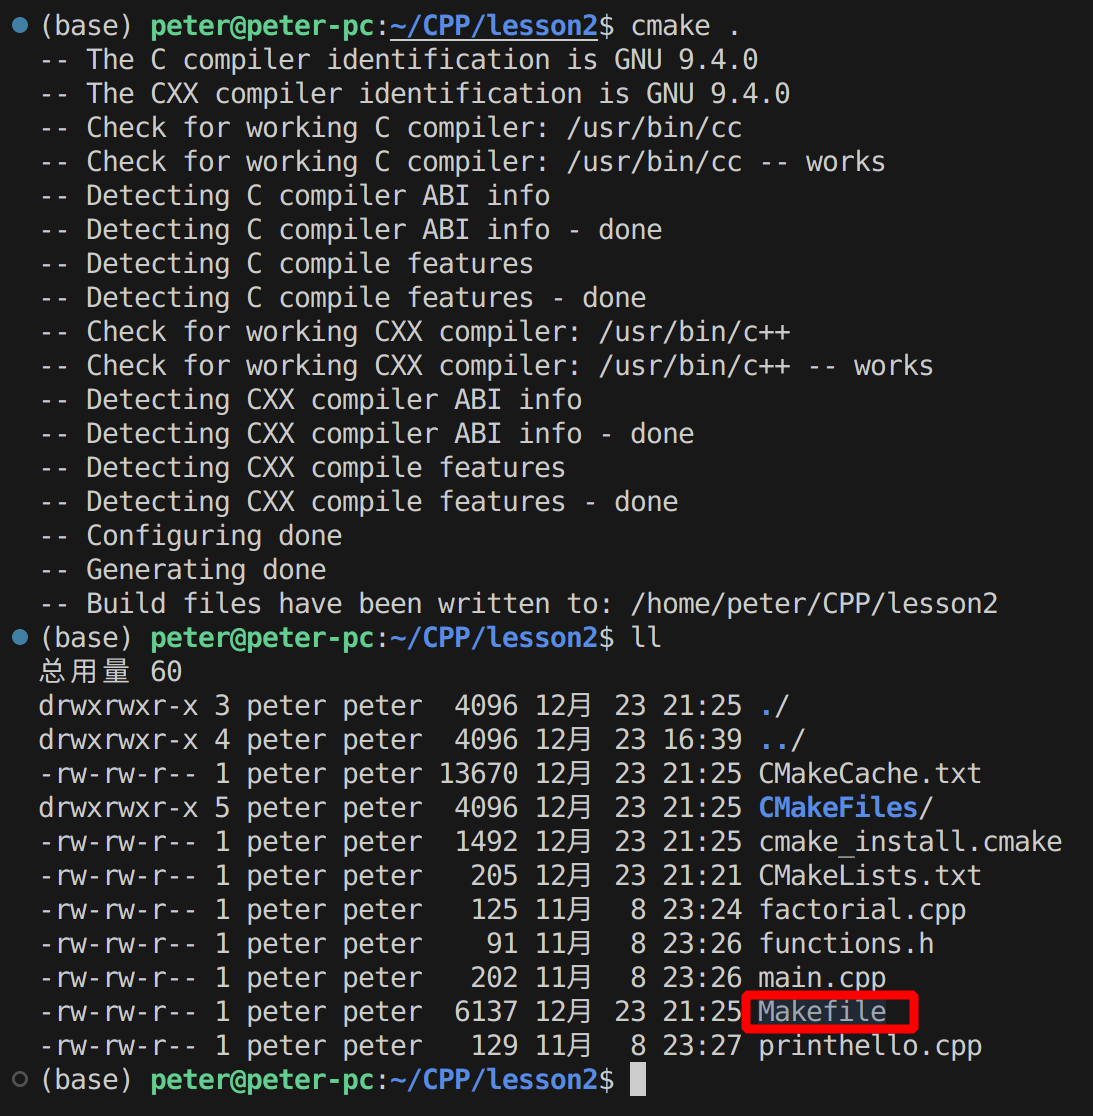 (base) peter@peter-pc:~/CPP/lesson2$ cmake .
-- The C compiler identification is GNU 9.4.0
-- The CXX compiler identification is GNU 9.4.0
-- Check for working C compiler: /usr/bin/cc
-- Check for working C compiler: /usr/bin/cc -- works
-- Detecting C compiler ABI info
-- Detecting C compiler ABI info - done
-- Detecting C compile features
-- Detecting C compile features - done
-- Check for working CXX compiler: /usr/bin/c++
-- Check for working CXX compiler: /usr/bin/c++ -- works
-- Detecting CXX compiler ABI info
-- Detecting CXX compiler ABI info - done
-- Detecting CXX compile features
-- Detecting CXX compile features - done
-- Configuring done
-- Generating done
-- Build files have been written to: /home/peter/CPP/lesson2
(base) peter@peter-pc:~/CPP/lesson2$ ll
总用量 60
drwxrwxr-x 3 peter peter  4096 12月  23 21:25 ./
drwxrwxr-x 4 peter peter  4096 12月  23 16:39 ../
-rw-rw-r-- 1 peter peter 13670 12月  23 21:25 CMakeCache.txt
drwxrwxr-x 5 peter peter  4096 12月  23 21:25 CMakeFiles/
-rw-rw-r-- 1 peter peter  1492 12月  23 21:25 cmake_install.cmake
-rw-rw-r-- 1 peter peter   205 12月  23 21:21 CMakeLists.txt
-rw-rw-r-- 1 peter peter   125 11月   8 23:24 factorial.cpp
-rw-rw-r-- 1 peter peter    91 11月   8 23:26 functions.h
-rw-rw-r-- 1 peter peter   202 11月   8 23:26 main.cpp
-rw-rw-r-- 1 peter peter  6137 12月  23 21:25 Makefile
-rw-rw-r-- 1 peter peter   129 11月   8 23:27 printhello.cpp
(base) peter@peter-pc:~/CPP/lesson2$